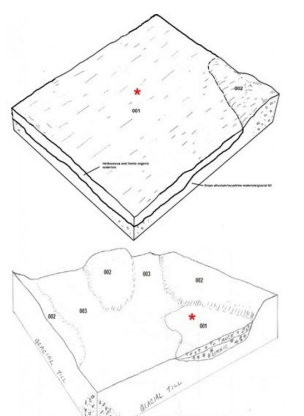 001
002
Herbaceous and woody organic
materials
Slope alluvium/lacustrine materials/glacial till
002
003
002
002
003
001
GLACIAL TILL
GLACIAL TILL